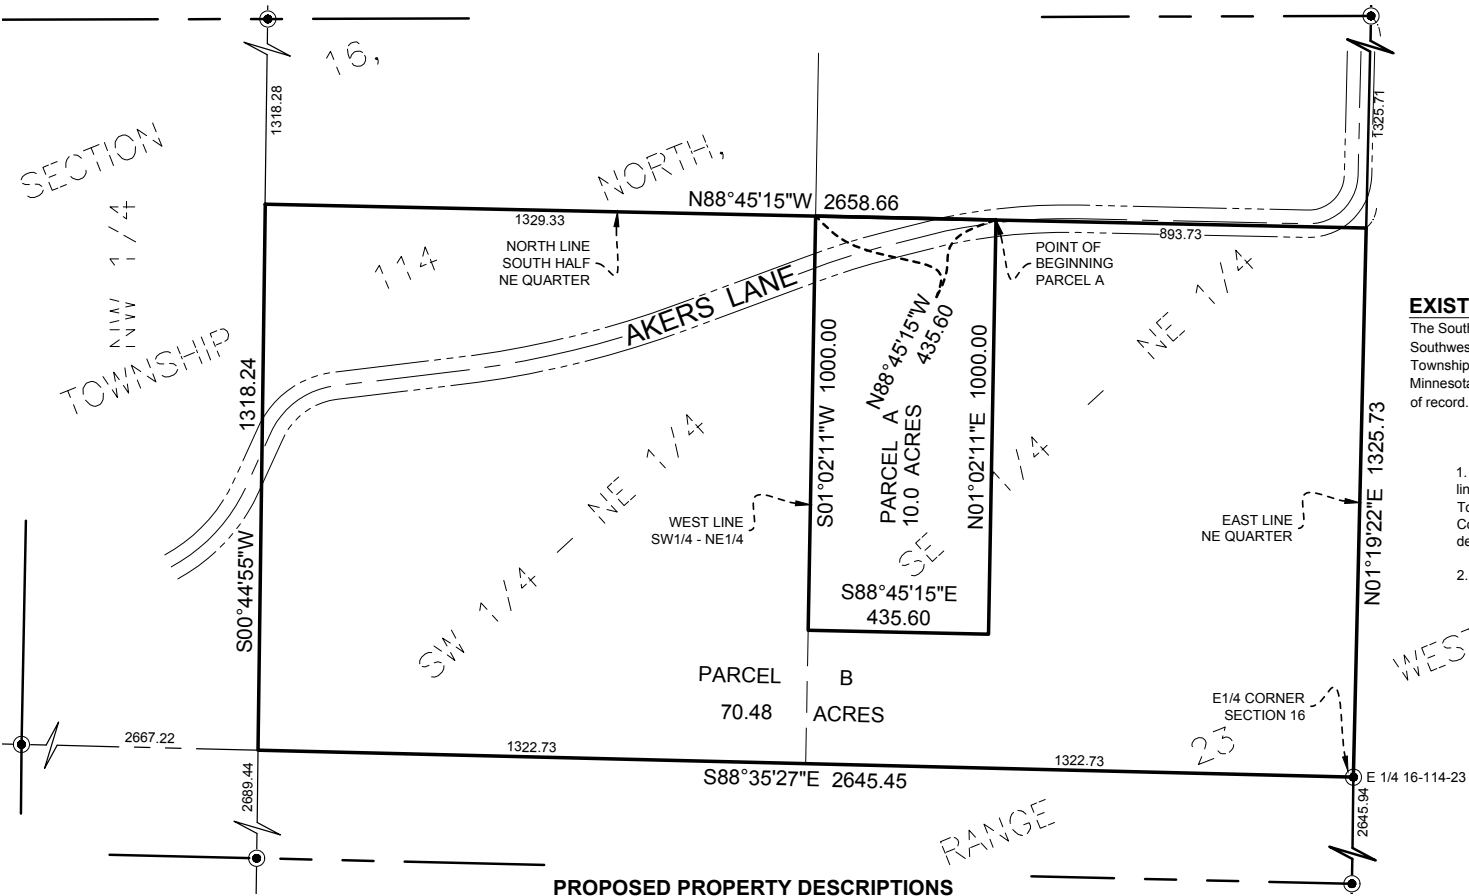 16,
1318.28
1325.71
SECTION
NORTH,
N88°45'15"W 2658.66
1329.33
893.73
NW 1/4
NORTH LINE
SOUTH HALF
NE QUARTER
POINT OF
BEGINNING
PARCEL A
114
AKERS LANE
NE 1/4
TOWNSHIP
N88°45'15"W
435.60
S01°02'11"W 1000.00
N01°02'11"E 1000.00
PARCEL A
10.0 ACRES
EXIST
The South
Southwes
Township
Minnesota
of record.
1318.24
S00°44'55"W
N01°19'22"E 1325.73
1.
lin
To
Co
de
2.
WEST LINE
SW1/4 - NE1/4
EAST LINE
NE QUARTER
SW 1/4 — NE 1/4
SE 1/4 —
S88°45'15"E
435.60
PARCEL B
70.48 ACRES
E1/4 CORNER
SECTION 16
WEST
23
2667.22
1322.73
1322.73
S88°35'27"E 2645.45
E 1/4 16-114-23
2689.44
2645.94
RANGE
PROPOSED PROPERTY DESCRIPTIONS